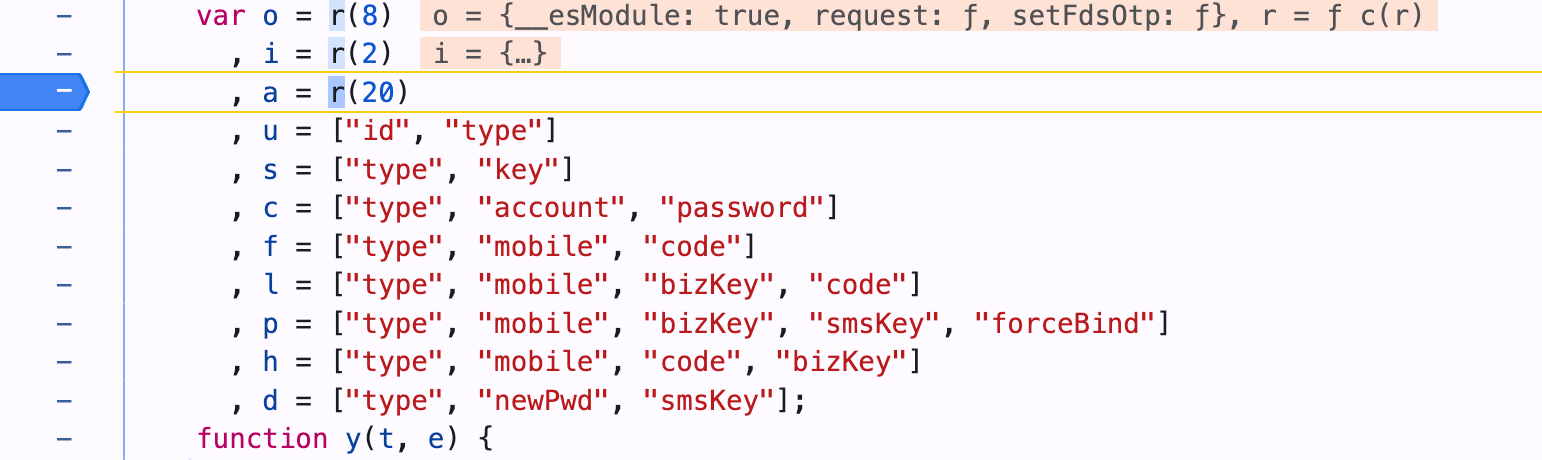 var o = r(8) o = {__esModule: true, request: ƒ, setFdsOtp: ƒ}, r = ƒ c(r)
, i = r(2) i = {…}
, a = r(20)
, u = ["id", "type"]
, s = ["type", "key"]
, c = ["type", "account", "password"]
, f = ["type", "mobile", "code"]
, l = ["type", "mobile", "bizKey", "code"]
, p = ["type", "mobile", "bizKey", "smsKey", "forceBind"]
, h = ["type", "mobile", "code", "bizKey"]
, d = ["type", "newPwd", "smsKey"];
function y(t, e) {